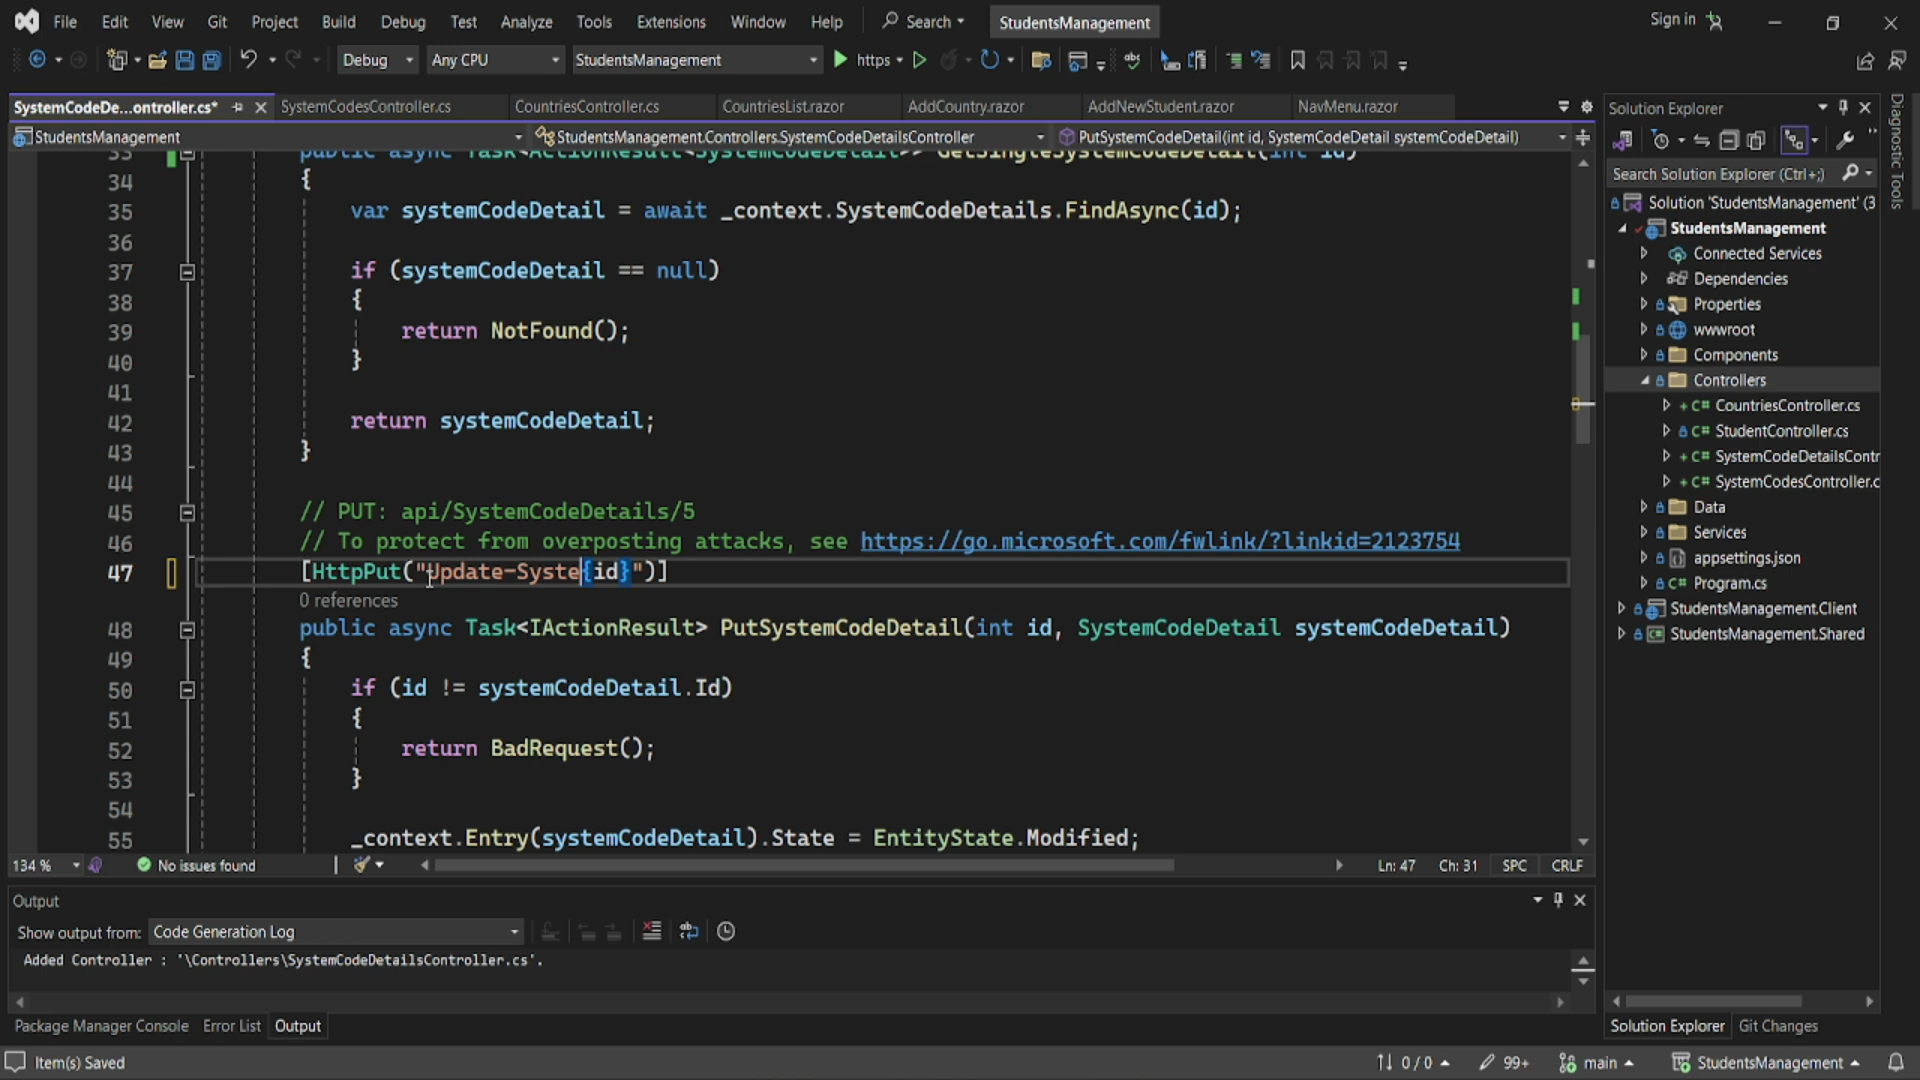 File Edit View Git Project Build Debug Test Analyze Tools Extensions Window Help Search StudentsManagement Sign in
Debug Any CPU StudentsManagement https
SystemCodeDe...ontroller.cs* SystemCodesController.cs CountriesController.cs CountriesList.razor AddCountry.razor AddNewStudent.razor NavMenu.razor
StudentsManagement StudentsManagement.Controllers.SystemCodeDetailsController PutSystemCodeDetail(int id, SystemCodeDetail systemCodeDetail)
33 public async Task<ActionResult<SystemCodeDetail>> GetSingleSystemCodeDetail(int id)
34 {
35 var systemCodeDetail = await _context.SystemCodeDetails.FindAsync(id);
36
37 if (systemCodeDetail == null)
38 {
39 return NotFound();
40 }
41
42 return systemCodeDetail;
43 }
44
45 // PUT: api/SystemCodeDetails/5
46 // To protect from overposting attacks, see https://go.microsoft.com/fwlink/?linkid=2123754
47 [HttpPut("Update-Syste{id}")]
0 references
48 public async Task<IActionResult> PutSystemCodeDetail(int id, SystemCodeDetail systemCodeDetail)
49 {
50 if (id != systemCodeDetail.Id)
51 {
52 return BadRequest();
53 }
54
55 _context.Entry(systemCodeDetail).State = EntityState.Modified;
134 % No issues found Ln: 47 Ch: 31 SPC CRLF
Output
Show output from: Code Generation Log
Added Controller : '\Controllers\SystemCodeDetailsController.cs'.
Package Manager Console Error List Output
Solution Explorer
Search Solution Explorer (Ctrl+;)
Solution 'StudentsManagement' (3
StudentsManagement
Connected Services
Dependencies
Properties
wwwroot
Components
Controllers
C# CountriesController.cs
C# StudentController.cs
C# SystemCodeDetailsContr
C# SystemCodesController.c
Data
Services
appsettings.json
C# Program.cs
StudentsManagement.Client
StudentsManagement.Shared
Solution Explorer Git Changes
Diagnostic Tools
Item(s) Saved 0 / 0 99+ main StudentsManagement